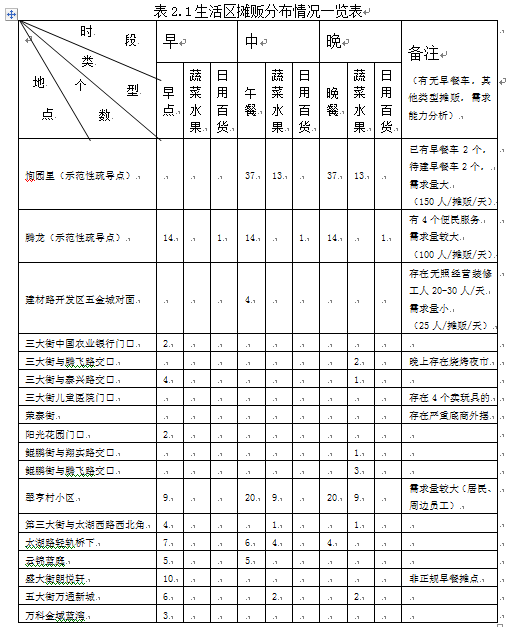 表2.1生活区摊贩分布情况一览表
时 段 类 型 个 数 地 点 早 中 晚 备注
早点 蔬菜水果 日用百货 午餐 蔬菜水果 日用百货 晚餐 蔬菜水果 日用百货 （有无早餐车，其
他类型摊贩，需求
能力分析）
梅园里（示范性疏导点） 37 13 37 13 已有早餐车 2 个，
待建早餐车 2 个，
需求量大
（150 人/摊贩/天）
腾龙（示范性疏导点） 14 1 14 1 14 1 有 4 个便民服务
需求量较大
（100 人/摊贩/天）
建材路开发区五金城对面 4 存在无照经营装修
工人 20-30 人/天
需求量小
（25 人/摊贩/天）
三大街中国农业银行门口 2
三大街与腾飞路交口 2 晚上存在烧烤夜市
三大街与泰兴路交口 4 1
三大街儿童医院门口 存在 4 个卖玩具的
荣泰街 存在严重底商外摆
阳光花园门口 2
鲲鹏街与翔实路交口 1
鲲鹏街与腾飞路交口 3
翠亨村小区 9 20 9 20 9 需求量较大（居民、
周边员工）
第三大街与太湖西路西北角 4 1 1
太湖路轻轨桥下 7 6 4 4
云锦蓝庭 5 5
盛大街朗悦轩 10 非正规早餐摊点
五大街万通新城 6 2 2
万科金域蓝湾 3